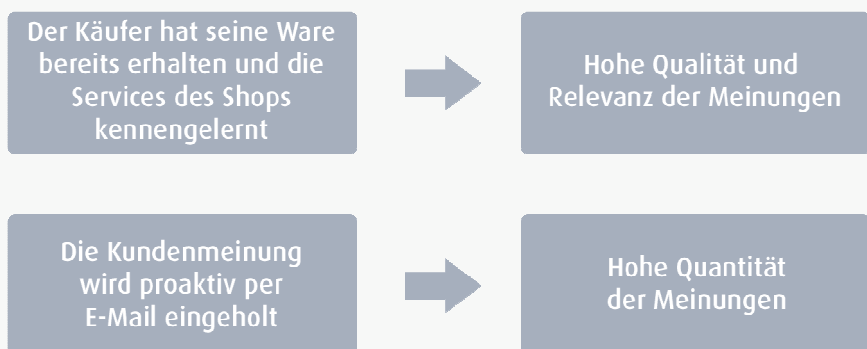 Der Käufer hat seine Ware
bereits erhalten und die
Services des Shops
kennengelernt
Hohe Qualität und
Relevanz der Meinungen
Die Kundenmeinung
wird proaktiv per
E-Mail eingeholt
Hohe Quantität
der Meinungen